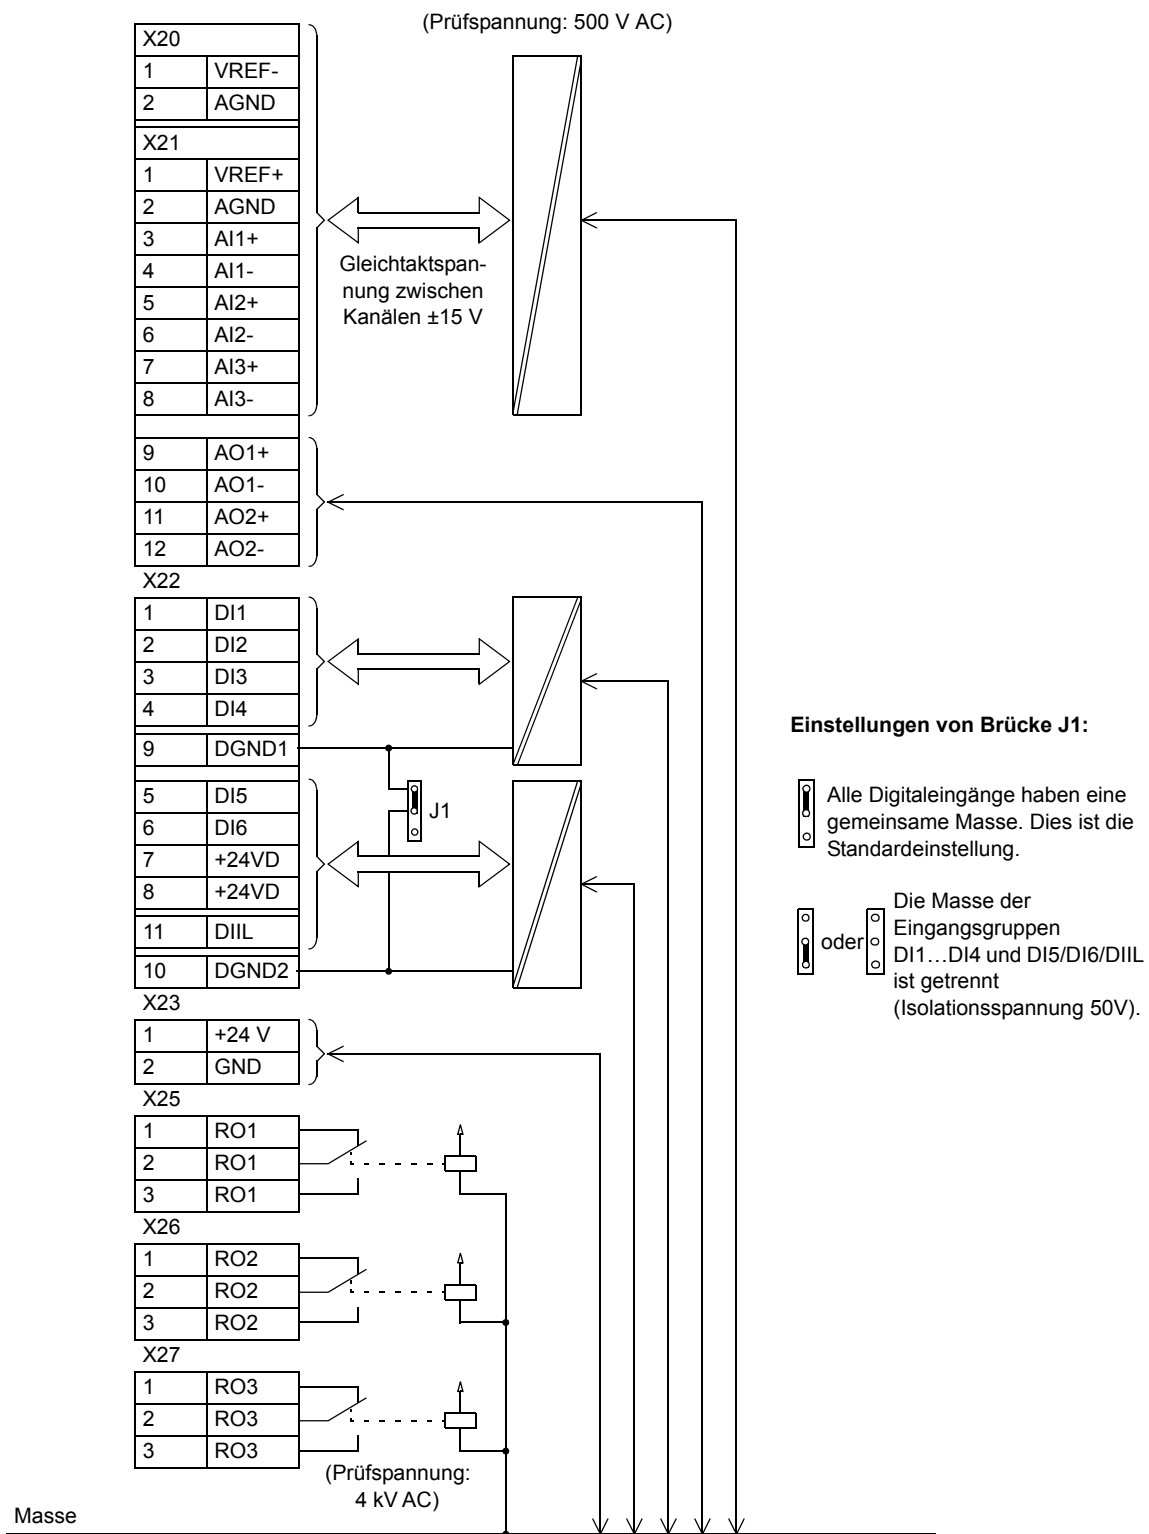 (Prüfspannung: 500 V AC)
X20
1 VREF-
2 AGND
X21
1 VREF+
2 AGND
3 AI1+
4 AI1-
5 AI2+
6 AI2-
7 AI3+
8 AI3-
Gleichtaktspan-
nung zwischen
Kanälen ±15 V
9 AO1+
10 AO1-
11 AO2+
12 AO2-
X22
1 DI1
2 DI2
3 DI3
4 DI4
9 DGND1
5 DI5
6 DI6
7 +24VD
8 +24VD
11 DIIL
10 DGND2
J1
X23
1 +24 V
2 GND
X25
1 RO1
2 RO1
3 RO1
X26
1 RO2
2 RO2
3 RO2
X27
1 RO3
2 RO3
3 RO3
(Prüfspannung:
4 kV AC)
Masse
Einstellungen von Brücke J1:
Alle Digitaleingänge haben eine
gemeinsame Masse. Dies ist die
Standardeinstellung.
oder
Die Masse der
Eingangsgruppen
DI1…DI4 und DI5/DI6/DIIL
ist getrennt
(Isolationsspannung 50V).